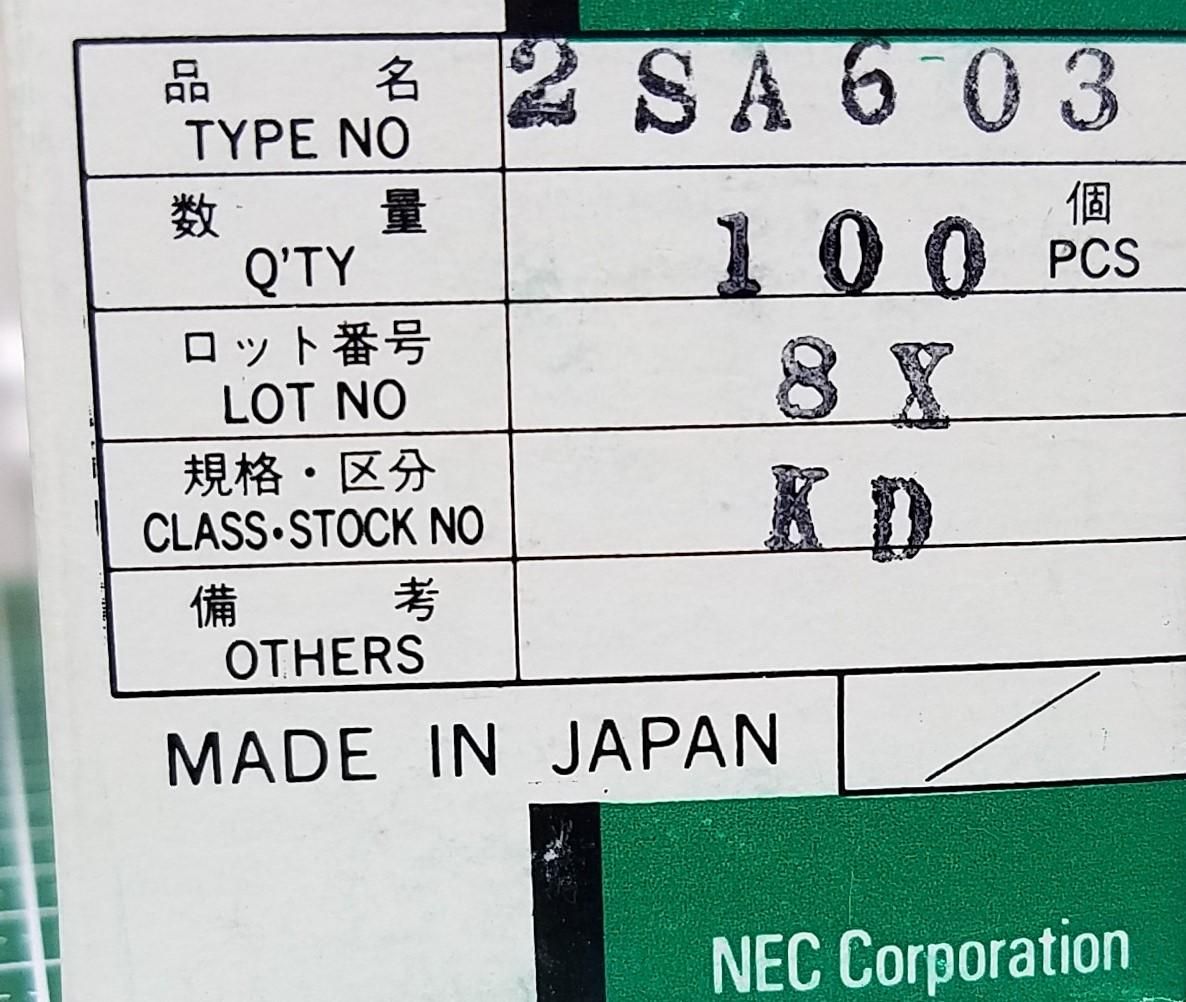 品名 2SA603
TYPE NO
数量 100 個
Q'TY PCS
ロット番号 8X
LOT NO
規格・区分 KD
CLASS・STOCK NO
備考
OTHERS
MADE IN JAPAN /
NEC Corporation